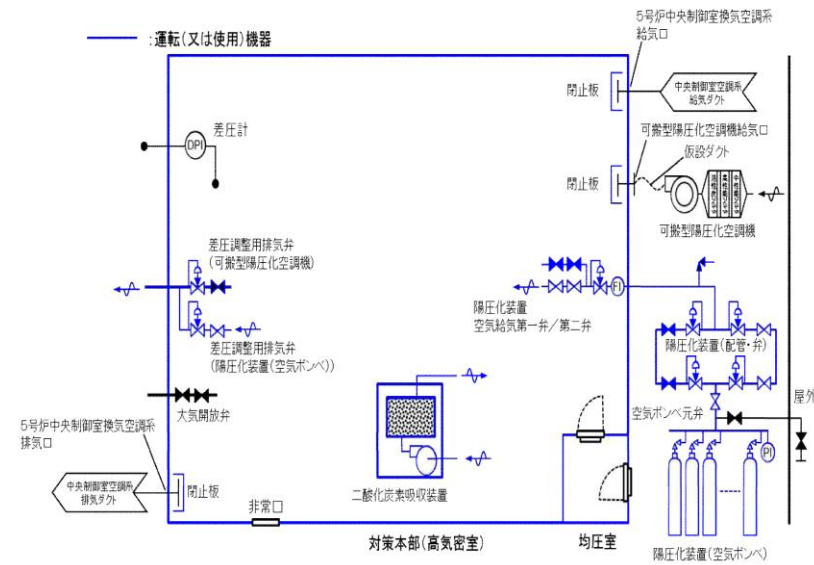 ：運転（又は使用）機器
5号炉中央制御室換気空調系
給気口
閉止板
中央制御室空調系
給気ダクト
差圧計
DPI
可搬型陽圧化空調機給気口
仮設ダクト
閉止板
可搬型陽圧化空調機
差圧調整用排気弁
（可搬型陽圧化空調機）
FI
陽圧化装置
空気給気第一弁／第二弁
差圧調整用排気弁
（陽圧化装置（空気ボンベ））
陽圧化装置（配管・弁）
大気開放弁
空気ボンベ元弁
屋外
5号炉中央制御室換気空調系
排気口
PI
中央制御室空調系
排気ダクト
閉止板
二酸化炭素吸収装置
非常口
対策本部（高気密室）
均圧室
陽圧化装置（空気ボンベ）